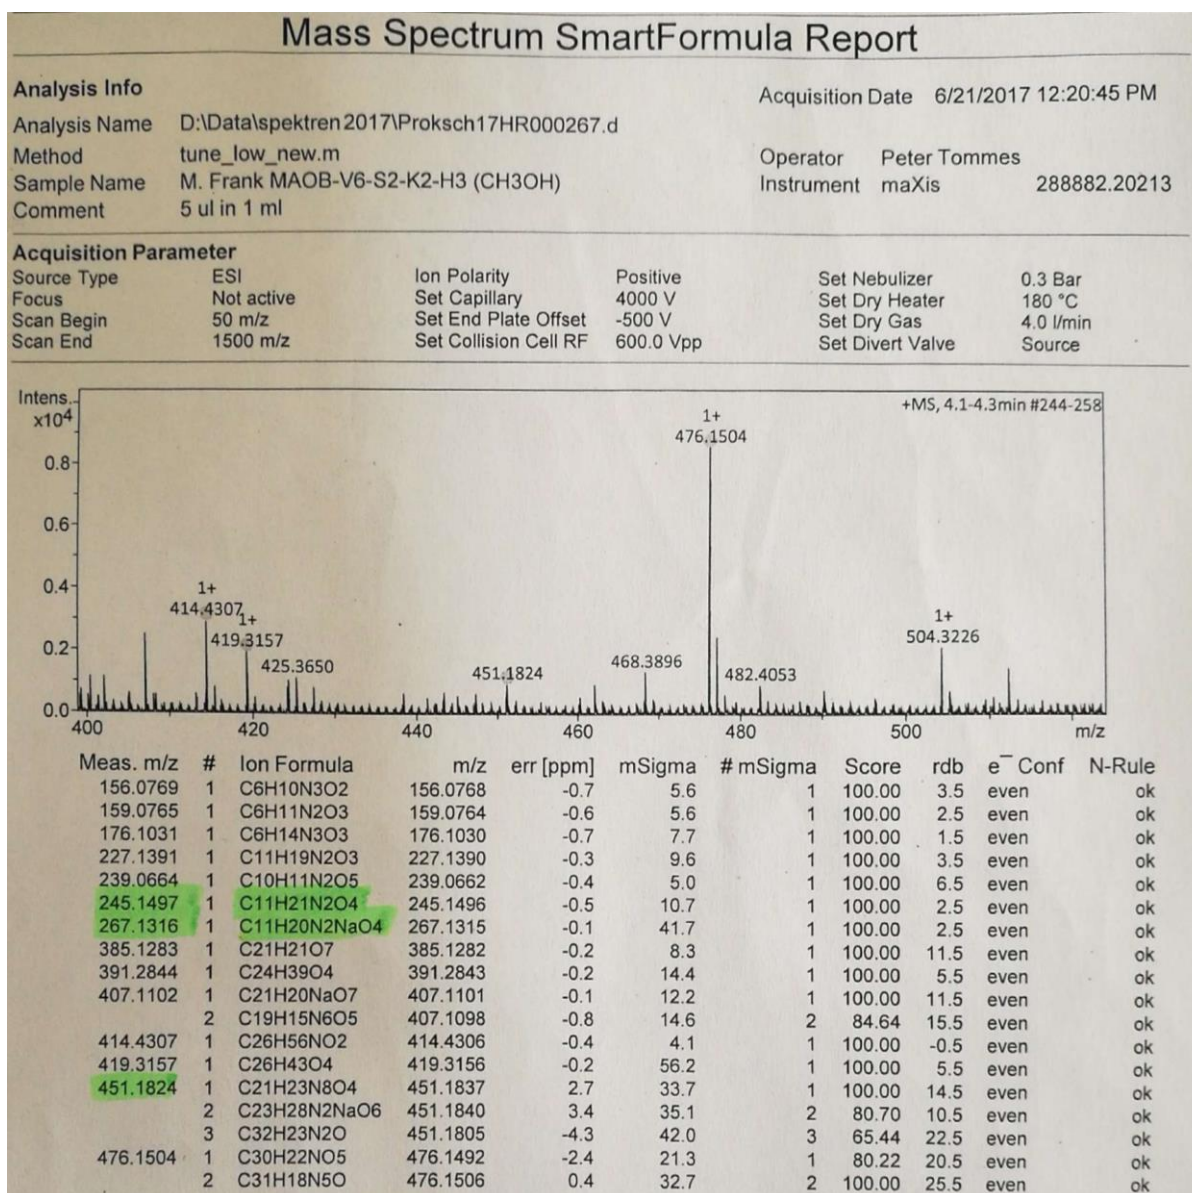 Mass Spectrum SmartFormula Report
Analysis Info
Acquisition Date 6/21/2017 12:20:45 PM
Analysis Name D:\Data\spektren 2017\Proksch17HR000267.d
Method tune_low_new.m Operator Peter Tommes
Sample Name M. Frank MAOB-V6-S2-K2-H3 (CH3OH) Instrument maXis 288882.20213
Comment 5 ul in 1 ml
Acquisition Parameter
Source Type ESI Ion Polarity Positive Set Nebulizer 0.3 Bar
Focus Not active Set Capillary 4000 V Set Dry Heater 180 °C
Scan Begin 50 m/z Set End Plate Offset -500 V Set Dry Gas 4.0 l/min
Scan End 1500 m/z Set Collision Cell RF 600.0 Vpp Set Divert Valve Source
Intens.
x10⁴
+MS, 4.1-4.3min #244-258
1+
476.1504
0.8
0.6
0.4
1+
414.4307
1+
419.3157
1+
504.3226
0.2
425.3650
451.1824
468.3896
482.4053
0.0
400 420 440 460 480 500 m/z
Meas. m/z # Ion Formula m/z err [ppm] mSigma # mSigma Score rdb e⁻ Conf N-Rule
156.0769 1 C6H10N3O2 156.0768 -0.7 5.6 1 100.00 3.5 even ok
159.0765 1 C6H11N2O3 159.0764 -0.6 5.6 1 100.00 2.5 even ok
176.1031 1 C6H14N3O3 176.1030 -0.7 7.7 1 100.00 1.5 even ok
227.1391 1 C11H19N2O3 227.1390 -0.3 9.6 1 100.00 3.5 even ok
239.0664 1 C10H11N2O5 239.0662 -0.4 5.0 1 100.00 6.5 even ok
245.1497 1 C11H21N2O4 245.1496 -0.5 10.7 1 100.00 2.5 even ok
267.1316 1 C11H20N2NaO4 267.1315 -0.1 41.7 1 100.00 2.5 even ok
385.1283 1 C21H21O7 385.1282 -0.2 8.3 1 100.00 11.5 even ok
391.2844 1 C24H39O4 391.2843 -0.2 14.4 1 100.00 5.5 even ok
407.1102 1 C21H20NaO7 407.1101 -0.1 12.2 1 100.00 11.5 even ok
2 C19H15N6O5 407.1098 -0.8 14.6 2 84.64 15.5 even ok
414.4307 1 C26H56NO2 414.4306 -0.4 4.1 1 100.00 -0.5 even ok
419.3157 1 C26H43O4 419.3156 -0.2 56.2 1 100.00 5.5 even ok
451.1824 1 C21H23N8O4 451.1837 2.7 33.7 1 100.00 14.5 even ok
2 C23H28N2NaO6 451.1840 3.4 35.1 2 80.70 10.5 even ok
3 C32H23N2O 451.1805 -4.3 42.0 3 65.44 22.5 even ok
476.1504 1 C30H22NO5 476.1492 -2.4 21.3 1 80.22 20.5 even ok
2 C31H18N5O 476.1506 0.4 32.7 2 100.00 25.5 even ok